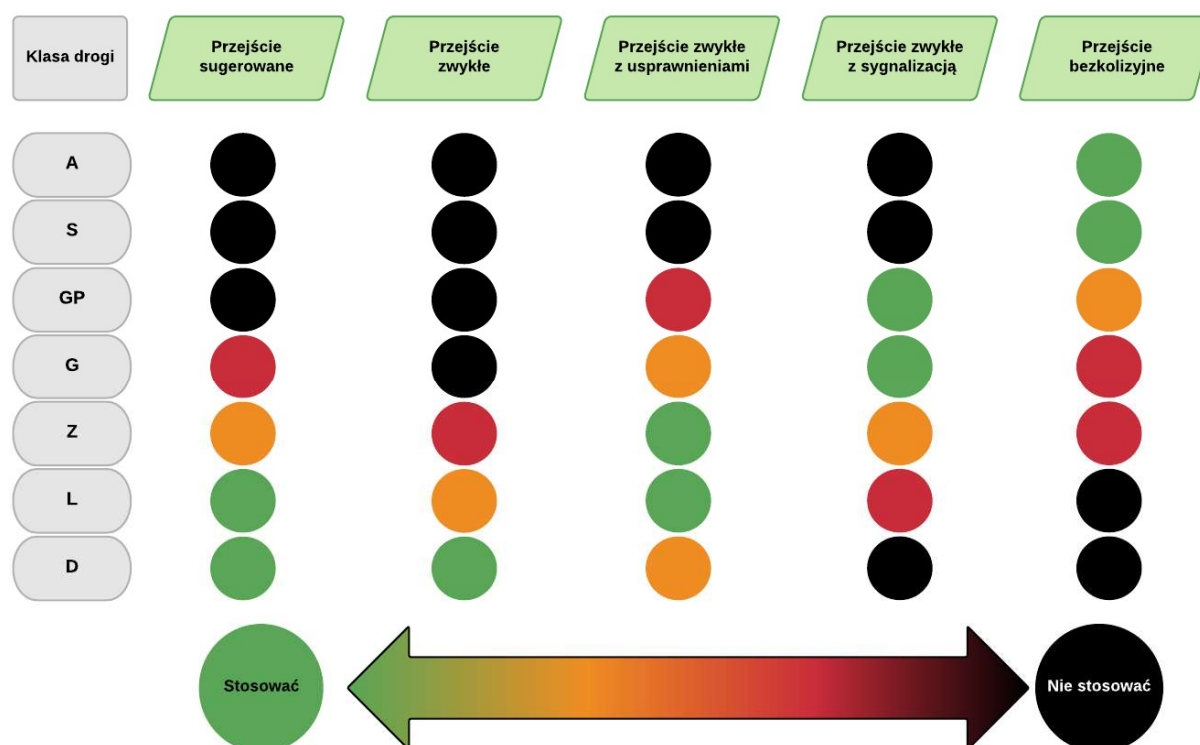 Klasa drogi
Przejście
sugerowane
Przejście
zwykłe
Przejście zwykłe
z usprawnieniami
Przejście zwykłe
z sygnalizacją
Przejście
bezkolizyjne
A
S
GP
G
Z
L
D
Stosować
Nie stosować